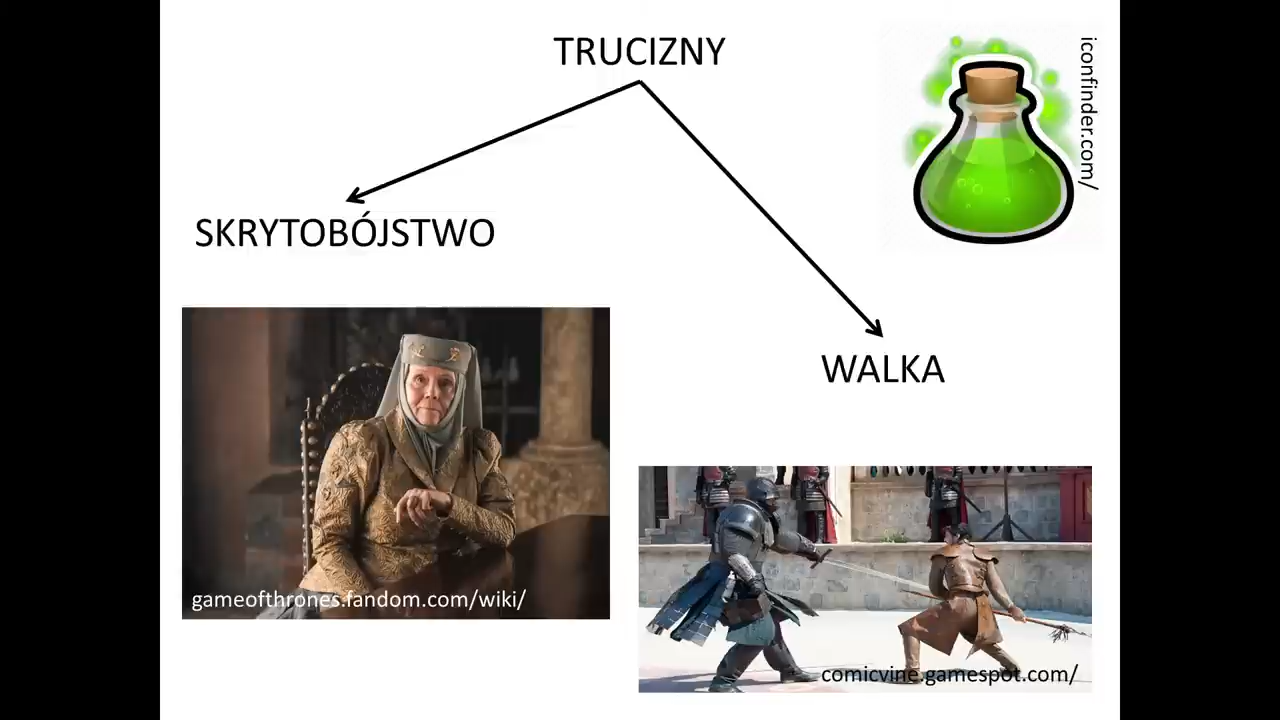 TRUCIZNY
iconfinder.com/
SKRYTOBÓJSTWO
WALKA
gameofthrones.fandom.com/wiki/
comicvine.gamespot.com/